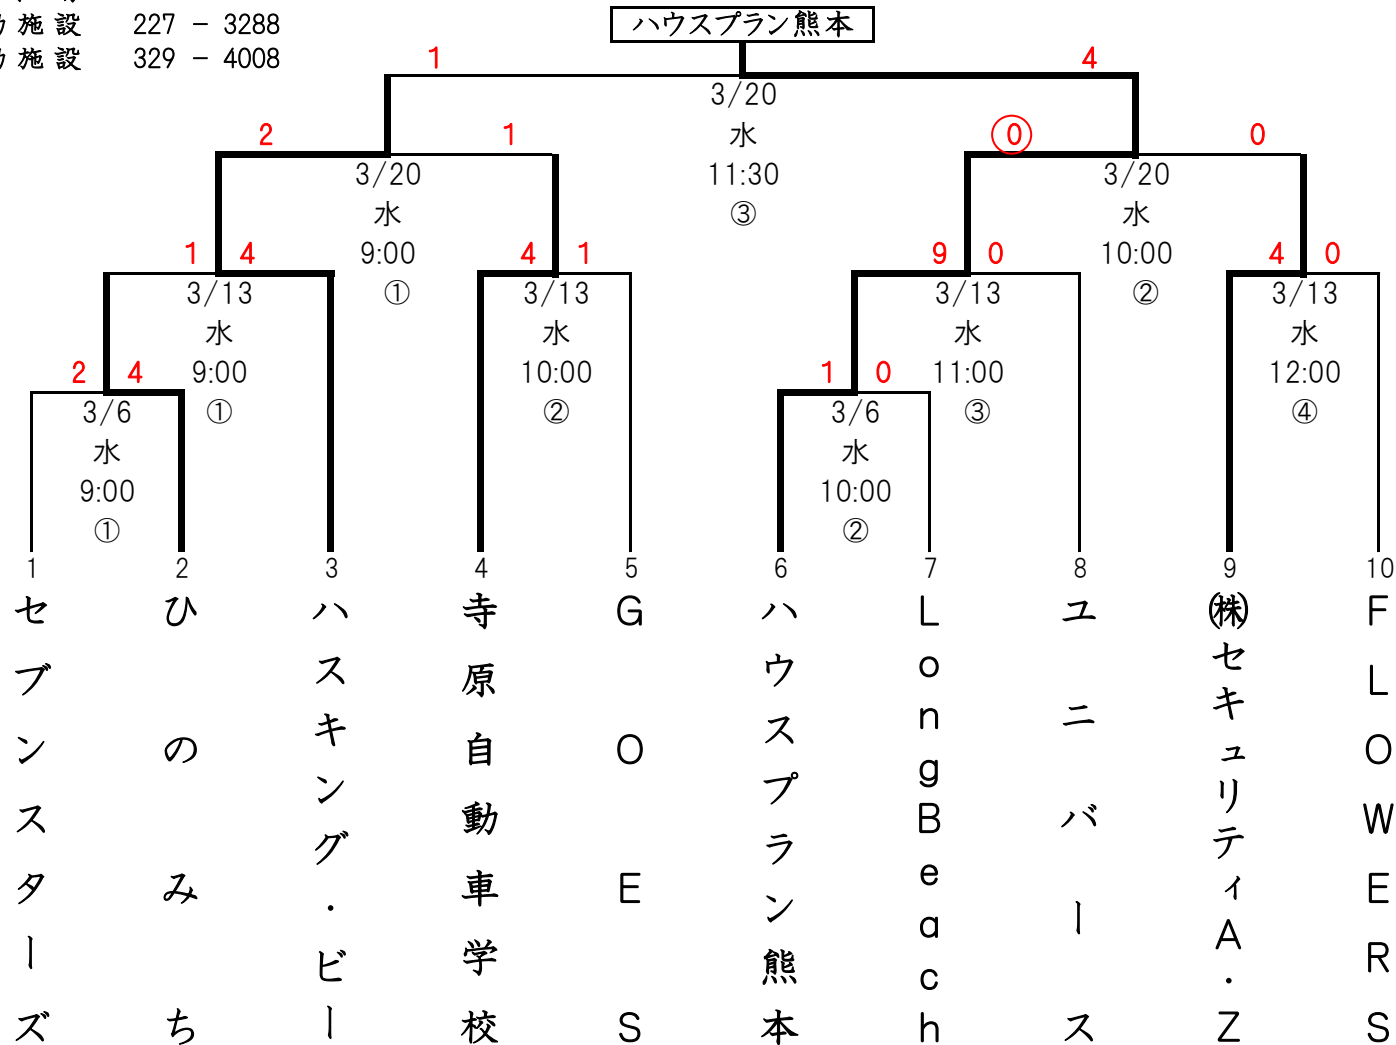 施設 227 - 3288
施設 329 - 4008
ハウスプラン熊本
1 4
3/20
水
11:30
③
2 1
3/20
水
9:00
①
0 0
3/20
水
10:00
②
1 4
3/13
水
9:00
①
4 1
3/13
水
10:00
②
9 0
3/13
水
11:00
③
4 0
3/13
水
12:00
④
2 4
3/6
水
9:00
①
1 0
3/6
水
10:00
②
1
セブンスターズ
2
ひのみち
3
ハスキング・ビー
4
寺原自動車学校
5
GOES
6
ハウスプラン熊本
7
LongBeach
8
ユニバース
9
㈱セキュリティA・Z
10
FLOWERS